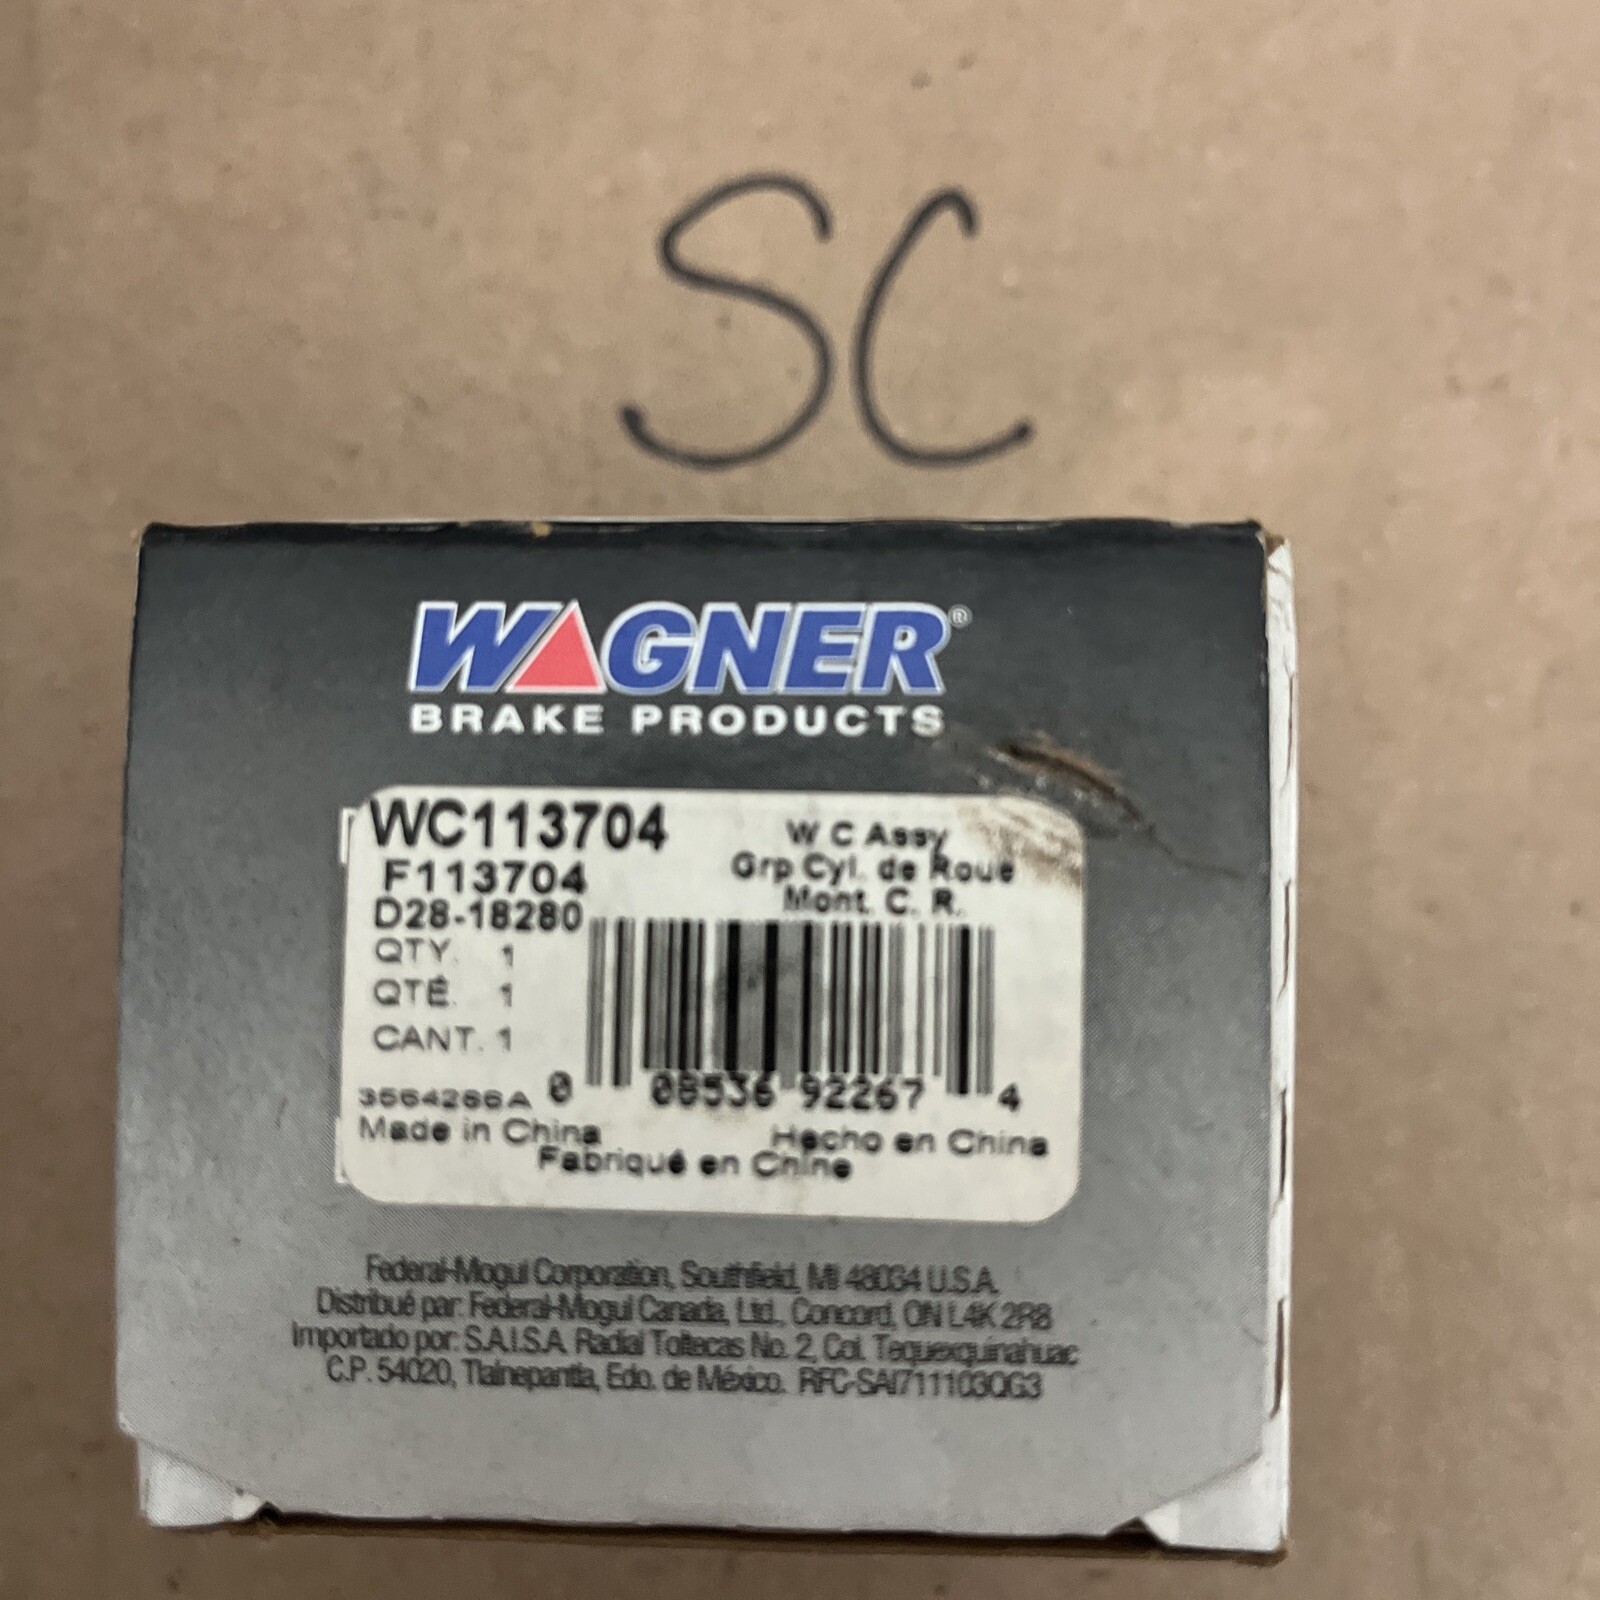 SC
WAGNER®
BRAKE PRODUCTS
WC113704
F113704
D28-18280
W C Assy
Grp Cyl. de Roue
Mont. C. R.
QTY. 1
QTÉ. 1
CANT. 1
3564286A
0 08536 92267 4
Made in China
Hecho en China
Fabriqué en Chine
Federal-Mogul Corporation, Southfield, MI 48034 U.S.A.
Distribué par: Federal-Mogul Canada, Ltd., Concord, ON L4K 2R8
Importado por: S.A.I.S.A. Radial Toltecas No. 2, Col. Tequexquinahuac
C.P. 54020, Tlalnepantla, Edo. de México. RFC-SAI711103QG3